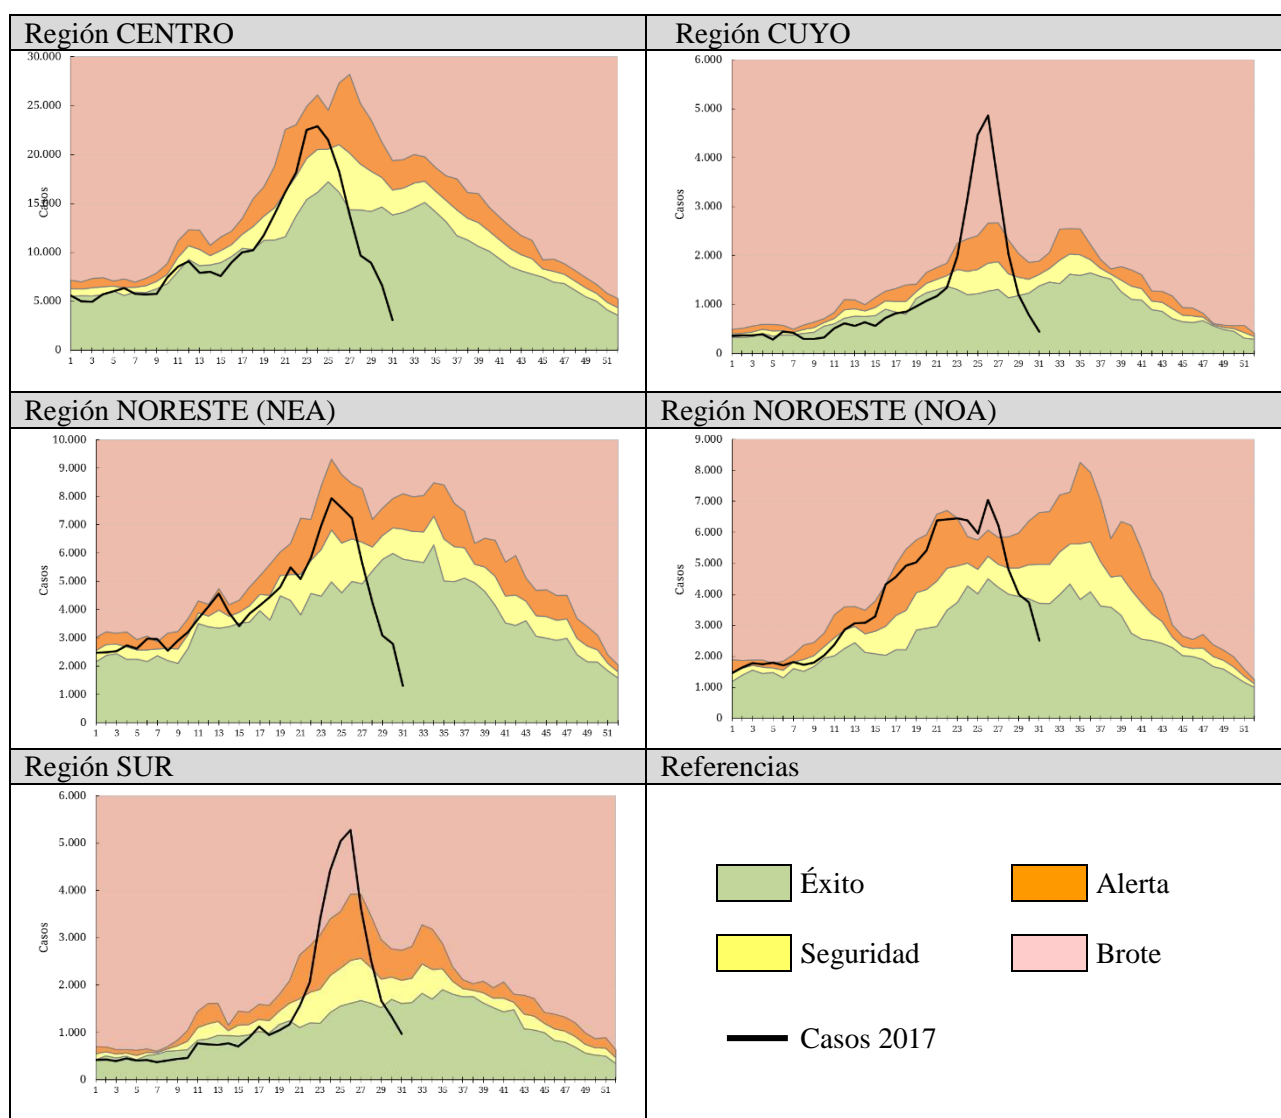 Región CENTRO
30.000
25.000
20.000
15.000
10.000
5.000
0
Casos
1 3 5 7 9 11 13 15 17 19 21 23 25 27 29 31 33 35 37 39 41 43 45 47 49 51
Región CUYO
6.000
5.000
4.000
3.000
2.000
1.000
0
Casos
1 3 5 7 9 11 13 15 17 19 21 23 25 27 29 31 33 35 37 39 41 43 45 47 49 51
Región NORESTE (NEA)
10.000
9.000
8.000
7.000
6.000
5.000
4.000
3.000
2.000
1.000
0
Casos
1 3 5 7 9 11 13 15 17 19 21 23 25 27 29 31 33 35 37 39 41 43 45 47 49 51
Región NOROESTE (NOA)
9.000
8.000
7.000
6.000
5.000
4.000
3.000
2.000
1.000
0
Casos
1 3 5 7 9 11 13 15 17 19 21 23 25 27 29 31 33 35 37 39 41 43 45 47 49 51
Región SUR
6.000
5.000
4.000
3.000
2.000
1.000
0
Casos
1 3 5 7 9 11 13 15 17 19 21 23 25 27 29 31 33 35 37 39 41 43 45 47 49 51
Referencias
Éxito
Alerta
Seguridad
Brote
Casos 2017